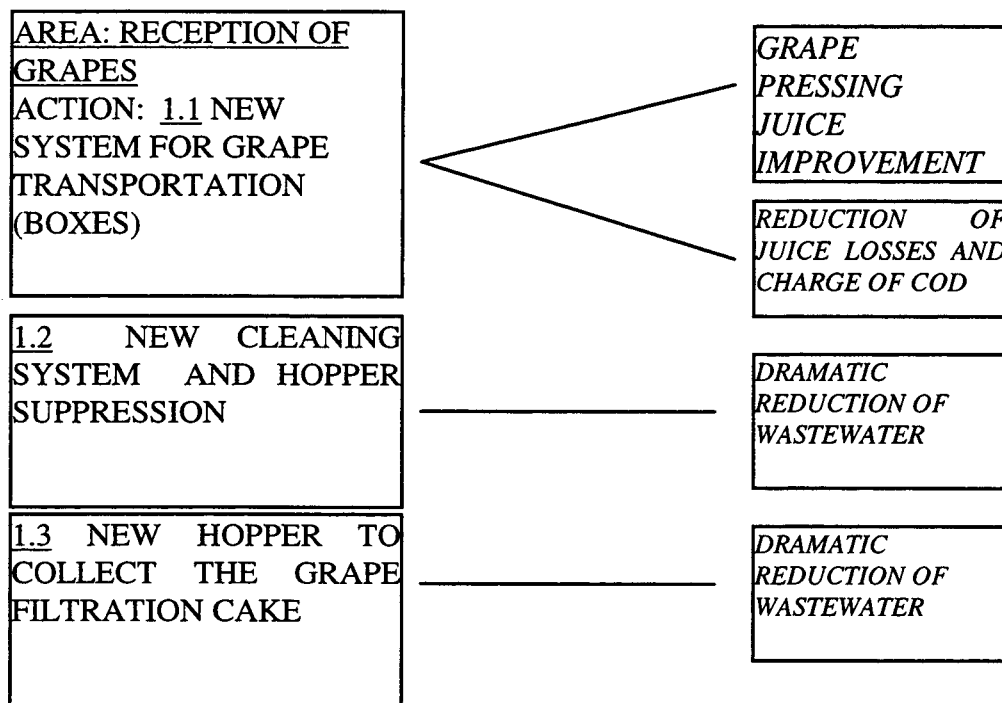 AREA: RECEPTION OF
GRAPES
ACTION: 1.1 NEW
SYSTEM FOR GRAPE
TRANSPORTATION
(BOXES)
GRAPE
PRESSING
JUICE
IMPROVEMENT
REDUCTION OF
JUICE LOSSES AND
CHARGE OF COD
1.2 NEW CLEANING
SYSTEM AND HOPPER
SUPPRESSION
DRAMATIC
REDUCTION OF
WASTEWATER
1.3 NEW HOPPER TO
COLLECT THE GRAPE
FILTRATION CAKE
DRAMATIC
REDUCTION OF
WASTEWATER